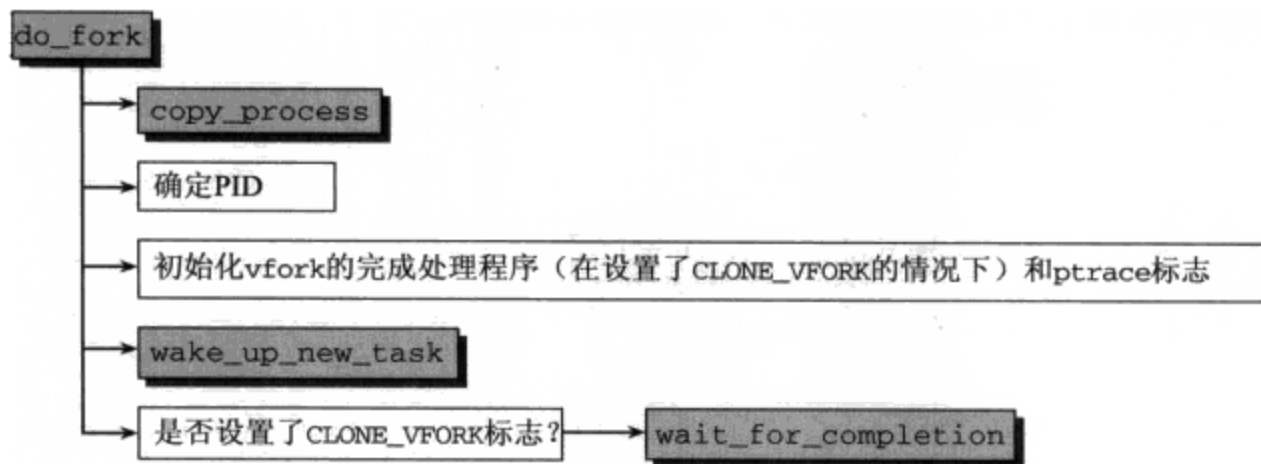 do_fork
copy_process
确定PID
初始化vfork的完成处理程序（在设置了CLONE_VFORK的情况下）和ptrace标志
wake_up_new_task
是否设置了CLONE_VFORK标志？
wait_for_completion